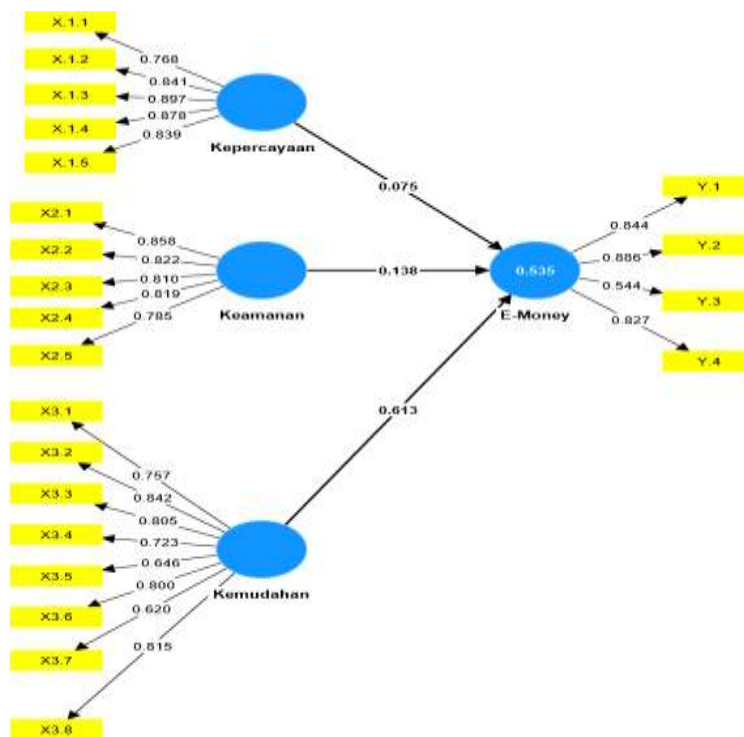 X.1.1
0.768
X.1.2
0.841
X.1.3
0.897
X.1.4
0.878
X.1.5
0.839
Kepercayaan
0.075
X2.1
0.858
X2.2
0.822
X2.3
0.810
X2.4
0.819
X2.5
0.785
Keamanan
0.138
0.535
E-Money
Y.1
0.844
Y.2
0.886
Y.3
0.544
Y.4
0.827
X3.1
0.757
X3.2
0.842
X3.3
0.805
X3.4
0.723
X3.5
0.646
X3.6
0.800
X3.7
0.620
X3.8
0.815
Kemudahan
0.613